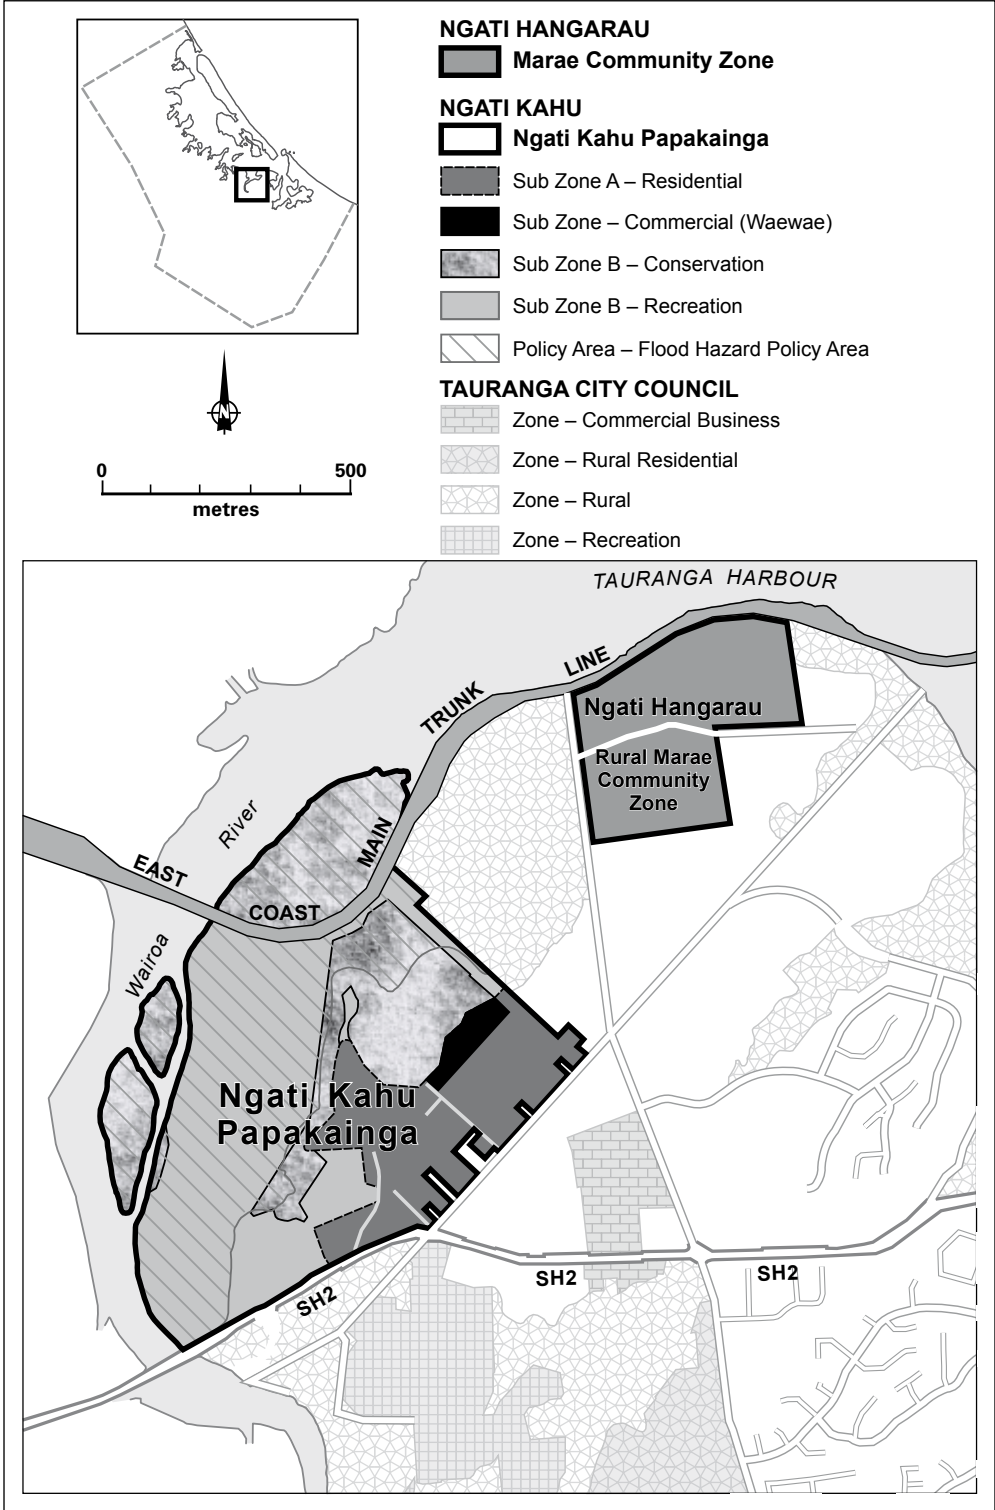 NGATI HANGARAU
Marae Community Zone
NGATI KAHU
Ngati Kahu Papakainga
Sub Zone A – Residential
Sub Zone – Commercial (Waewae)
Sub Zone B – Conservation
Sub Zone B – Recreation
Policy Area – Flood Hazard Policy Area
TAURANGA CITY COUNCIL
Zone – Commercial Business
Zone – Rural Residential
Zone – Rural
Zone – Recreation
N
0 500
metres
TAURANGA HARBOUR
LINE
TRUNK
MAIN
COAST
EAST
Ngati Hangarau
Rural Marae
Community
Zone
River
Wairoa
Ngati Kahu
Papakainga
SH2
SH2
SH2